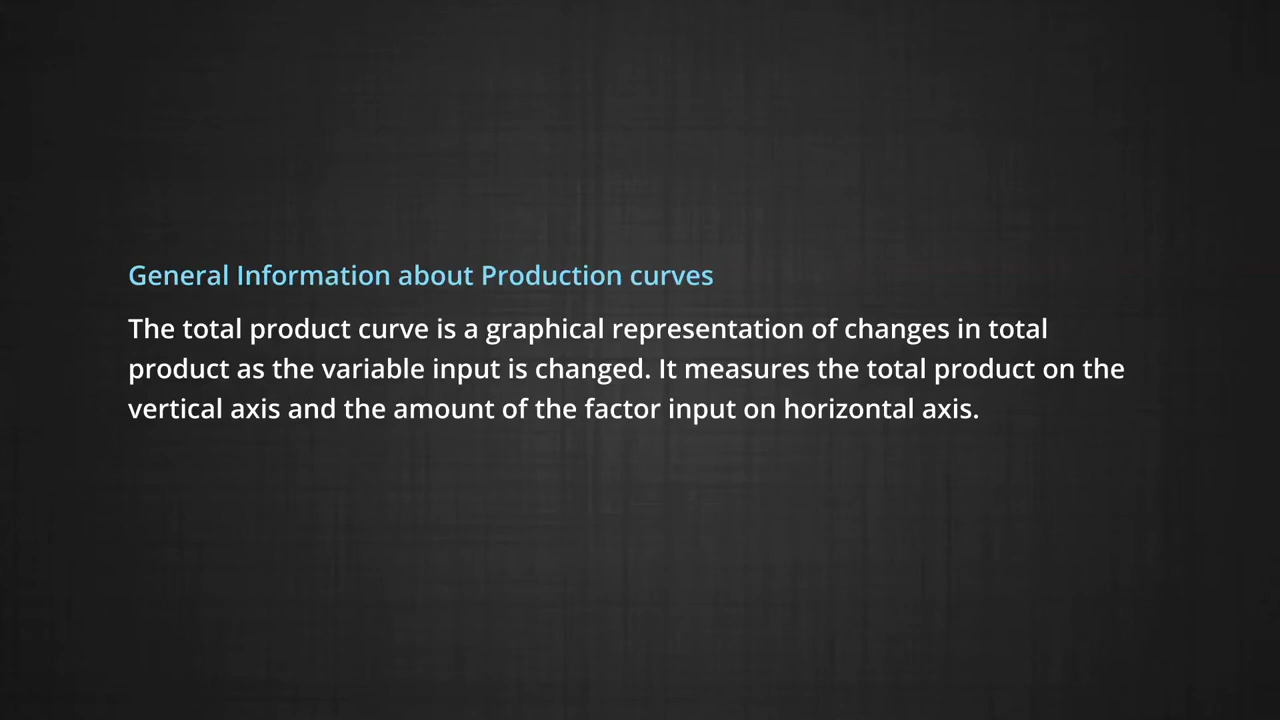 General Information about Production curves
The total product curve is a graphical representation of changes in total
product as the variable input is changed. It measures the total product on the
vertical axis and the amount of the factor input on horizontal axis.